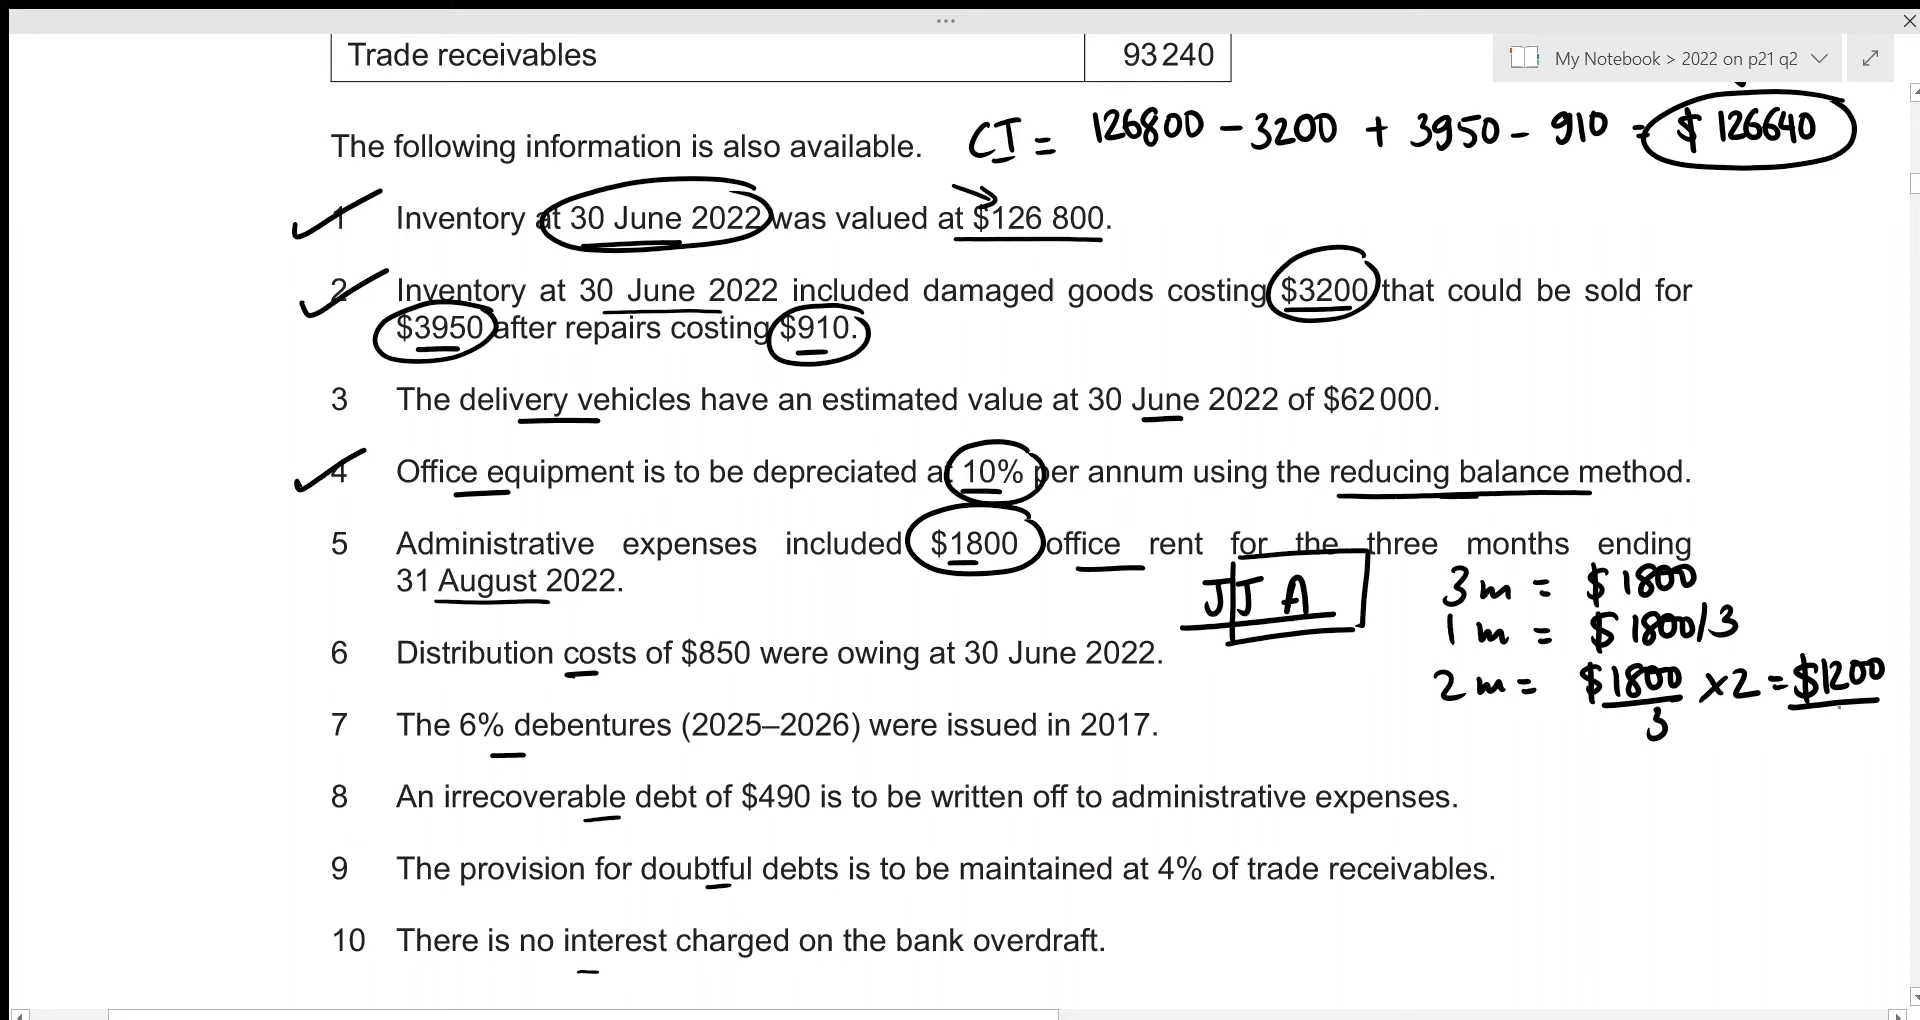 Trade receivables 93 240
My Notebook > 2022 on p21 q2
CI = 126800 - 3200 + 3950 - 910 = $ 126640
The following information is also available.
1 Inventory at 30 June 2022 was valued at $126 800.
2 Inventory at 30 June 2022 included damaged goods costing $3200 that could be sold for
$3950 after repairs costing $910.
3 The delivery vehicles have an estimated value at 30 June 2022 of $62 000.
4 Office equipment is to be depreciated at 10% per annum using the reducing balance method.
5 Administrative expenses included $1800 office rent for the three months ending
31 August 2022.
J J A
3 m = $ 1800
1 m = $ 1800/3
2 m = $ 1800 x 2 = $1200
3
6 Distribution costs of $850 were owing at 30 June 2022.
7 The 6% debentures (2025–2026) were issued in 2017.
8 An irrecoverable debt of $490 is to be written off to administrative expenses.
9 The provision for doubtful debts is to be maintained at 4% of trade receivables.
10 There is no interest charged on the bank overdraft.